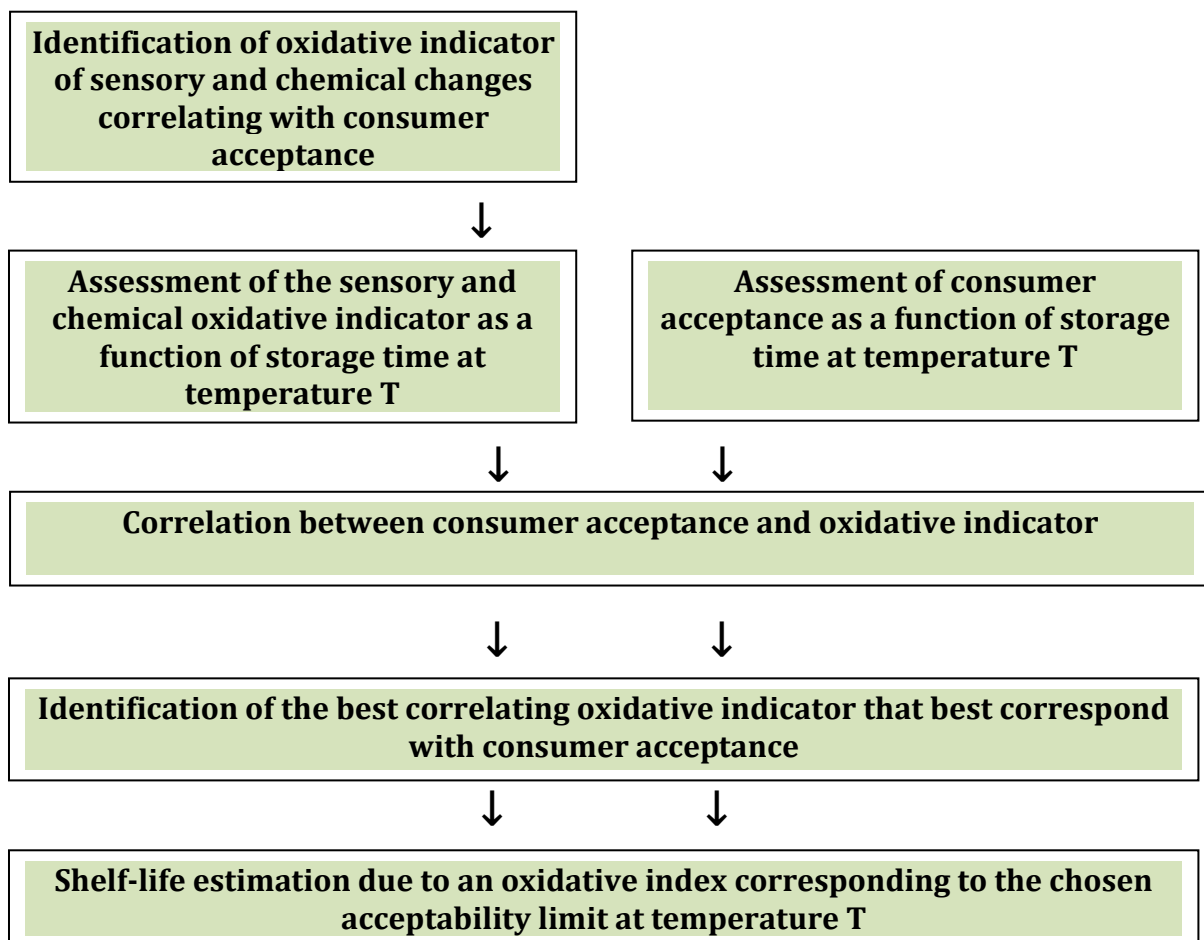 Identification of oxidative indicator
of sensory and chemical changes
correlating with consumer
acceptance
↓
Assessment of the sensory and
chemical oxidative indicator as a
function of storage time at
temperature T
Assessment of consumer
acceptance as a function of storage
time at temperature T
↓ ↓
Correlation between consumer acceptance and oxidative indicator
↓ ↓
Identification of the best correlating oxidative indicator that best correspond
with consumer acceptance
↓ ↓
Shelf-life estimation due to an oxidative index corresponding to the chosen
acceptability limit at temperature T